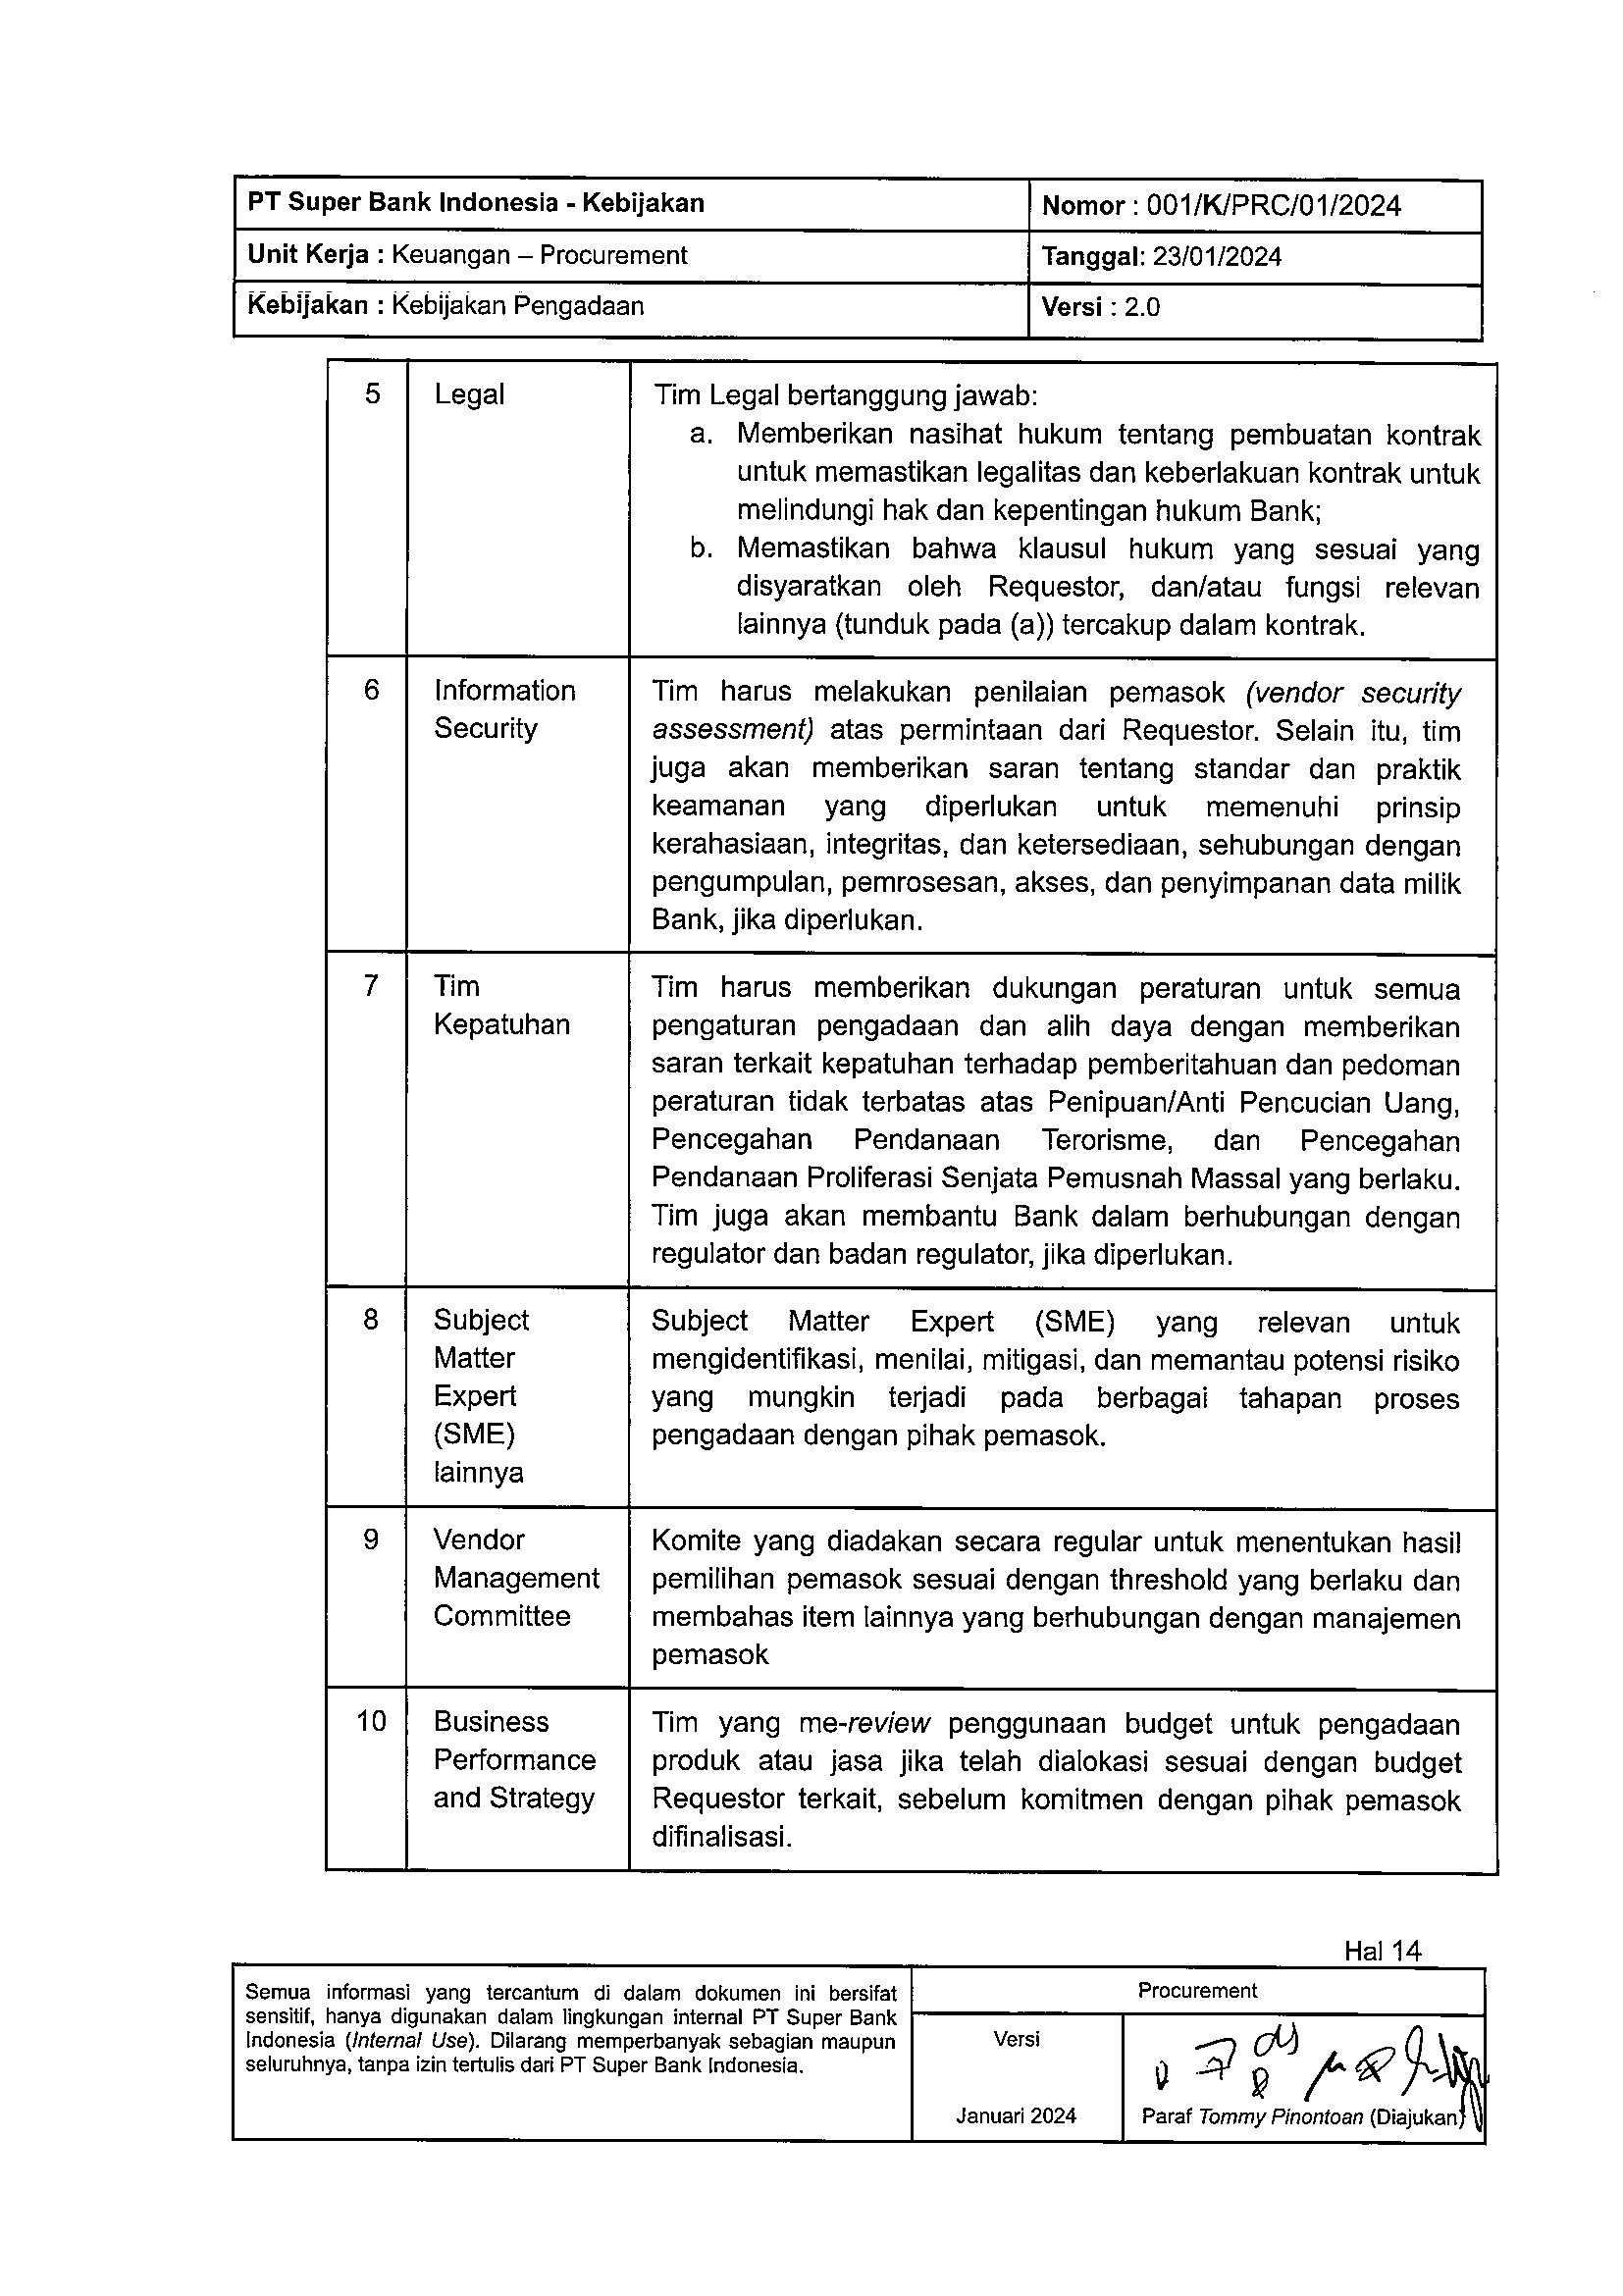 PT Super Bank Indonesia - Kebijakan
Nomor : 001/K/PRC/01/2024
Unit Kerja : Keuangan – Procurement
Tanggal: 23/01/2024
Kebijakan : Kebijakan Pengadaan
Versi : 2.0
5 Legal Tim Legal bertanggung jawab:
a. Memberikan nasihat hukum tentang pembuatan kontrak
untuk memastikan legalitas dan keberlakuan kontrak untuk
melindungi hak dan kepentingan hukum Bank;
b. Memastikan bahwa klausul hukum yang sesuai yang
disyaratkan oleh Requestor, dan/atau fungsi relevan
lainnya (tunduk pada (a)) tercakup dalam kontrak.
6 Information Tim harus melakukan penilaian pemasok (vendor security
Security assessment) atas permintaan dari Requestor. Selain itu, tim
juga akan memberikan saran tentang standar dan praktik
keamanan yang diperlukan untuk memenuhi prinsip
kerahasiaan, integritas, dan ketersediaan, sehubungan dengan
pengumpulan, pemrosesan, akses, dan penyimpanan data milik
Bank, jika diperlukan.
7 Tim Tim harus memberikan dukungan peraturan untuk semua
Kepatuhan pengaturan pengadaan dan alih daya dengan memberikan
saran terkait kepatuhan terhadap pemberitahuan dan pedoman
peraturan tidak terbatas atas Penipuan/Anti Pencucian Uang,
Pencegahan Pendanaan Terorisme, dan Pencegahan
Pendanaan Proliferasi Senjata Pemusnah Massal yang berlaku.
Tim juga akan membantu Bank dalam berhubungan dengan
regulator dan badan regulator, jika diperlukan.
8 Subject Subject Matter Expert (SME) yang relevan untuk
Matter mengidentifikasi, menilai, mitigasi, dan memantau potensi risiko
Expert yang mungkin terjadi pada berbagai tahapan proses
(SME) pengadaan dengan pihak pemasok.
lainnya
9 Vendor Komite yang diadakan secara regular untuk menentukan hasil
Management pemilihan pemasok sesuai dengan threshold yang berlaku dan
Committee membahas item lainnya yang berhubungan dengan manajemen
pemasok
10 Business Tim yang me-review penggunaan budget untuk pengadaan
Performance produk atau jasa jika telah dialokasi sesuai dengan budget
and Strategy Requestor terkait, sebelum komitmen dengan pihak pemasok
difinalisasi.
Hal 14
Semua informasi yang tercantum di dalam dokumen ini bersifat
sensitif, hanya digunakan dalam lingkungan internal PT Super Bank
Indonesia (Internal Use). Dilarang memperbanyak sebagian maupun
seluruhnya, tanpa izin tertulis dari PT Super Bank Indonesia.
Procurement
Versi
Januari 2024
Paraf Tommy Pinontoan (Diajukan)